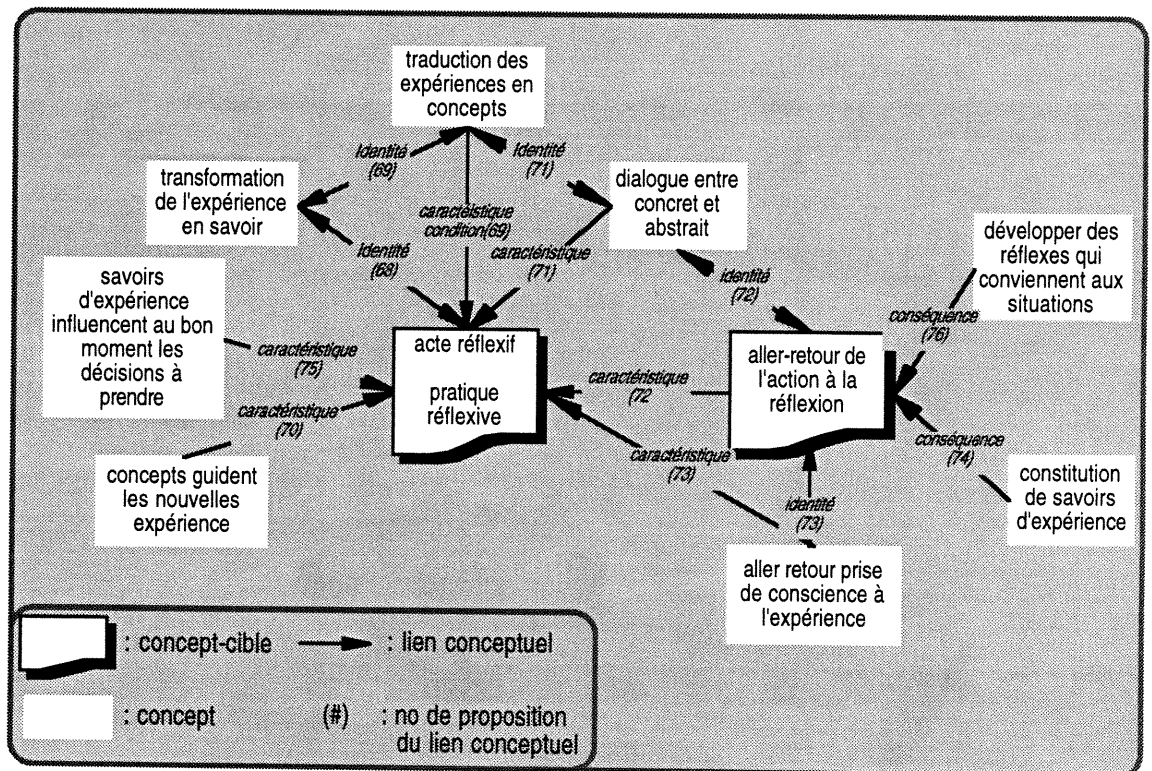 traduction des
expériences en
concepts
Identité
(69)
Identité
(71)
transformation
de l'expérience
en savoir
caractéistique
condition(69)
dialogue entre
concret et
abstrait
Identité
(68)
caractéristique
(71)
identité
(72)
développer des
réflexes qui
conviennent aux
situations
savoirs
d'expérience
influencent au bon
moment les
décisions à
prendre
caractéristique
(75)
acte réflexif
pratique
réflexive
caractéristique
(72
aller-retour de
l'action à la
réflexion
conséquence
(76)
caractéristique
(70)
concepts guident
les nouvelles
expérience
caractéristique
(73)
identité
(73)
conséquence
(74)
constitution
de savoirs
d'expérience
aller retour prise
de conscience à
l'expérience
: concept-cible
: lien conceptuel
: concept
(#) : no de proposition
du lien conceptuel